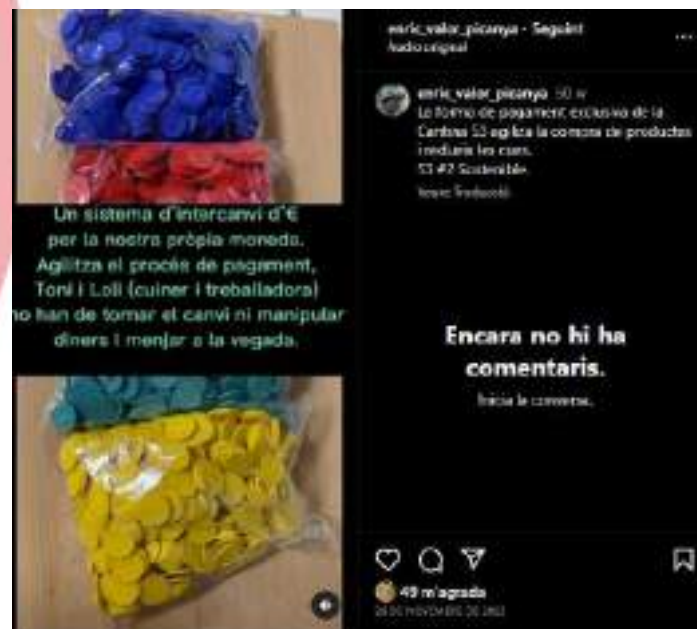 Un sistema d'intercanvi d'€
per la nostra pròpia moneda.
Agilitza el procés de pagament,
Toni i Loli (cuiner i treballadora)
no han de tornar el canvi ni manipular
diners i menjar a la vegada.
enric_valor_picanya • Seguint
Àudio original
enric_valor_picanya 50 w
La forma de pagament exclusiva de la
Cantina S3 agilitza la compra de productes
i redueix les cues.
Veure Traducció
Encara no hi ha
comentaris.
Inicia la conversa.
49 m'agrada